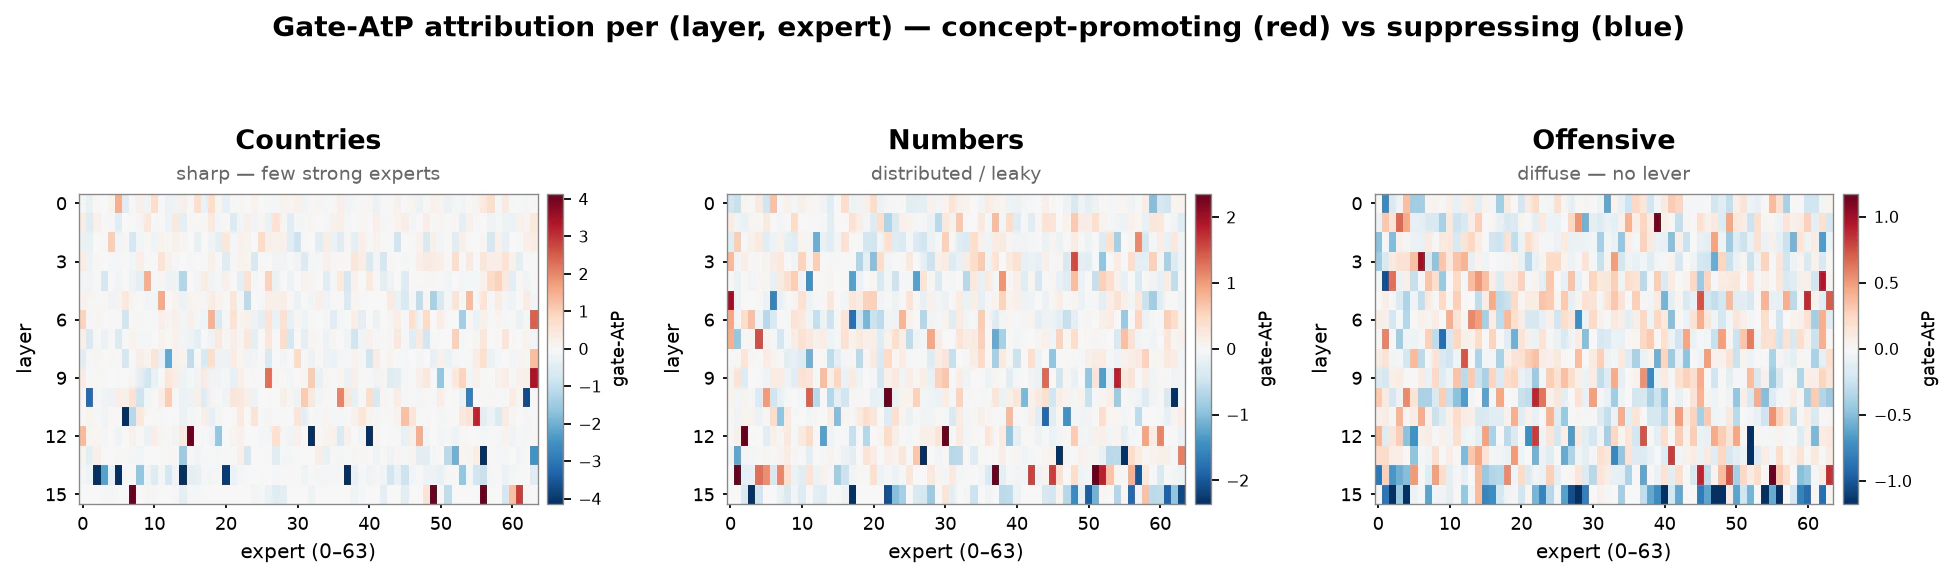 Gate-AtP attribution per (layer, expert) — concept-promoting (red) vs suppressing (blue)
Countries
sharp — few strong experts
layer
0
3
6
9
12
15
0 10 20 30 40 50 60
expert (0–63)
4
3
2
1
0
−1
−2
−3
−4
gate-AtP
Numbers
distributed / leaky
layer
0
3
6
9
12
15
0 10 20 30 40 50 60
expert (0–63)
2
1
0
−1
−2
gate-AtP
Offensive
diffuse — no lever
layer
0
3
6
9
12
15
0 10 20 30 40 50 60
expert (0–63)
1.0
0.5
0.0
−0.5
−1.0
gate-AtP